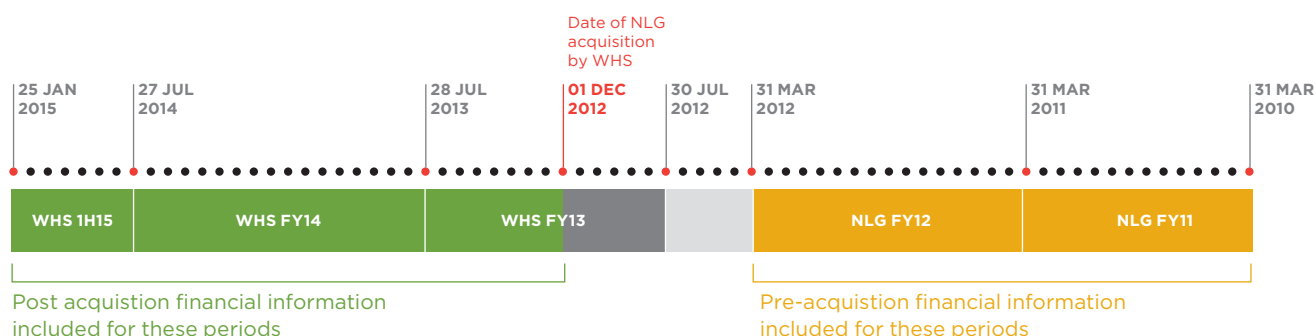 Date of NLG
acquisition
by WHS
25 JAN
2015
27 JUL
2014
28 JUL
2013
01 DEC
2012
30 JUL
2012
31 MAR
2012
31 MAR
2011
31 MAR
2010
WHS 1H15
WHS FY14
WHS FY13
NLG FY12
NLG FY11
Post acquistion financial information
included for these periods
Pre-acquistion financial information
included for these periods